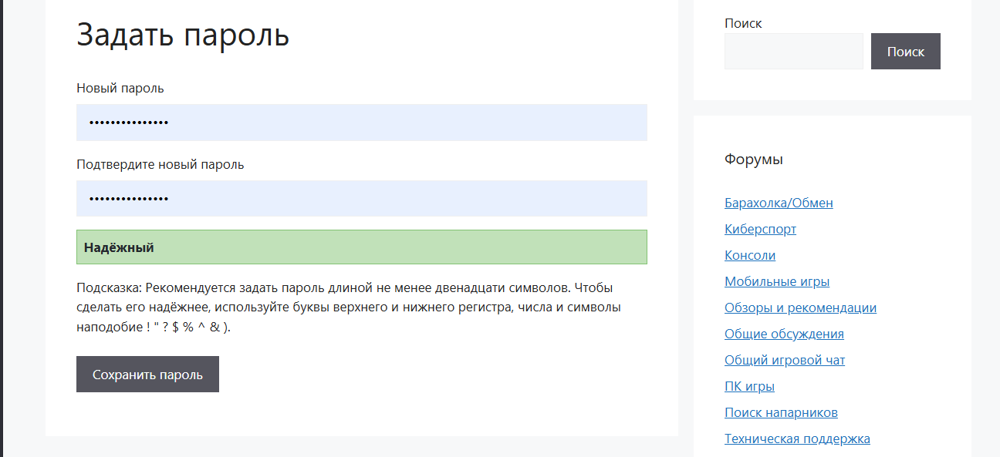 Задать пароль
Новый пароль
•••••••••••••••
Подтвердите новый пароль
•••••••••••••••
Надёжный
Подсказка: Рекомендуется задать пароль длиной не менее двенадцати символов. Чтобы
сделать его надёжнее, используйте буквы верхнего и нижнего регистра, числа и символы
наподобие ! " ? $ % ^ & ).
Сохранить пароль
Поиск
Поиск
Форумы
Барахолка/Обмен
Киберспорт
Консоли
Мобильные игры
Обзоры и рекомендации
Общие обсуждения
Общий игровой чат
ПК игры
Поиск напарников
Техническая поддержка